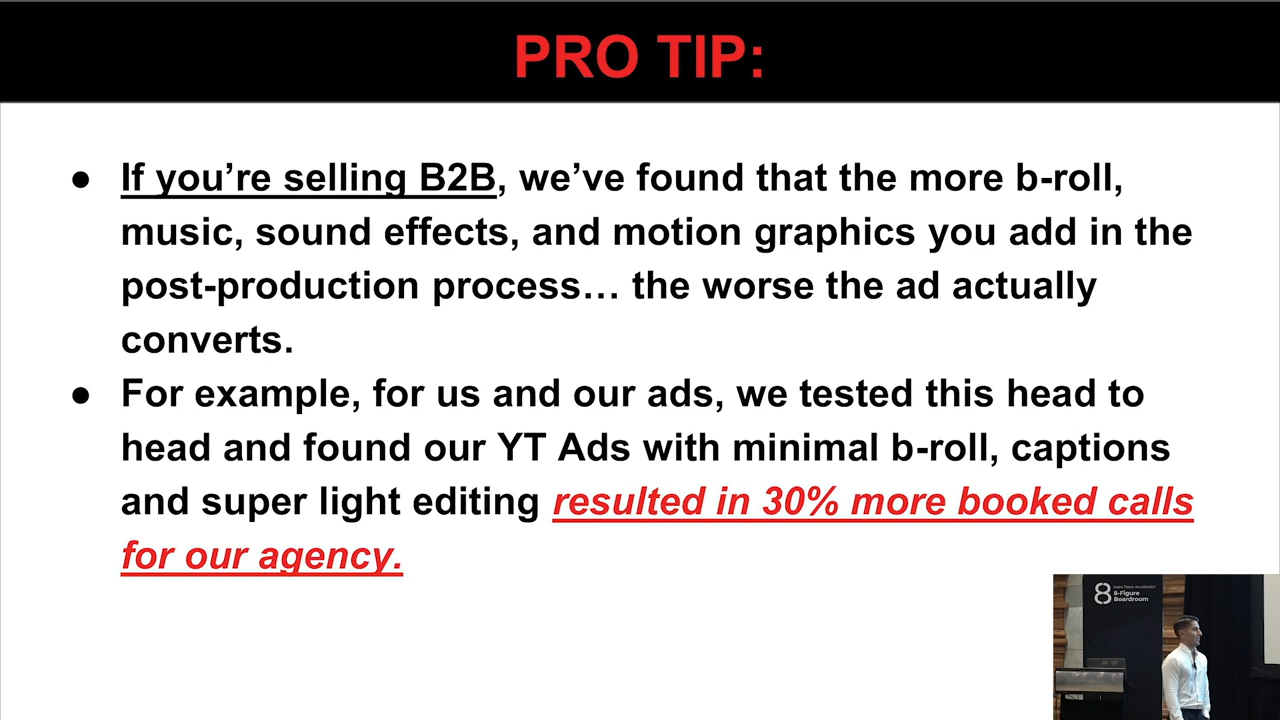 PRO TIP:
● If you’re selling B2B, we’ve found that the more b-roll,
music, sound effects, and motion graphics you add in the
post-production process… the worse the ad actually
converts.
● For example, for us and our ads, we tested this head to
head and found our YT Ads with minimal b-roll, captions
and super light editing resulted in 30% more booked calls
for our agency.
Sales Team Accelerator
8-Figure
Boardroom